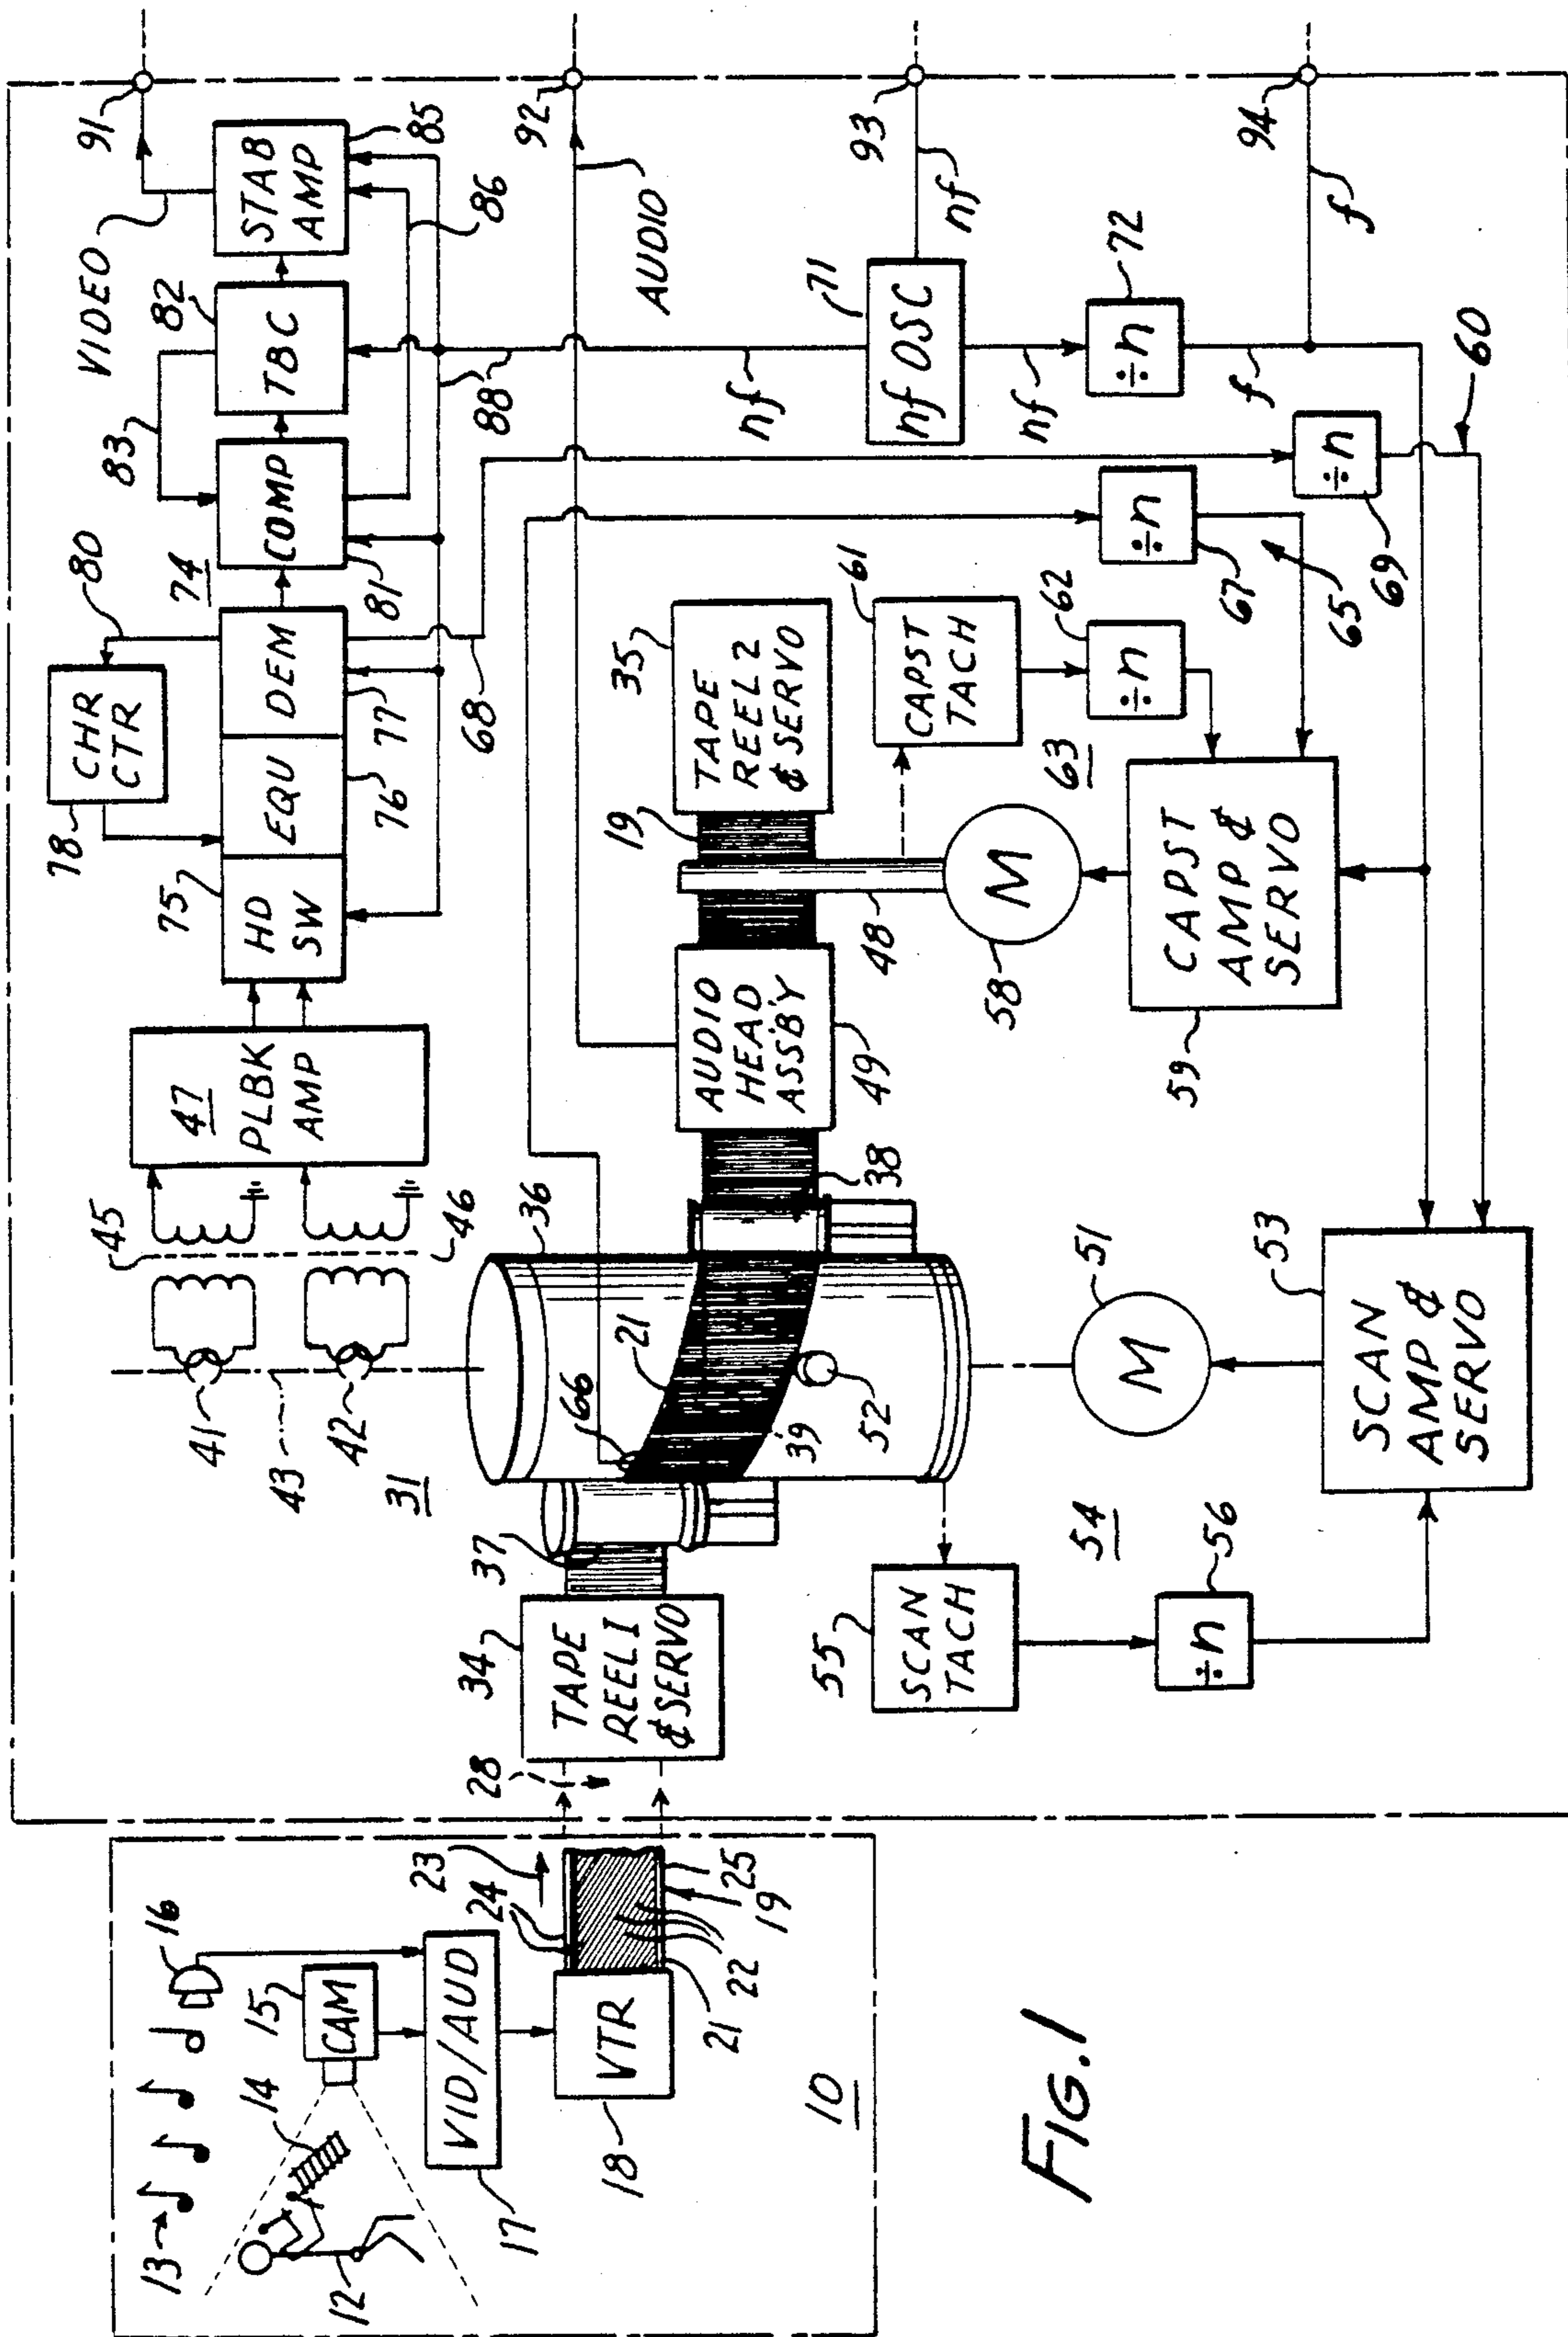 13
14
15
16
12
CAM
VID/AUD
17
VTR
18
23
24
21
22
19
25
28
10
FIG. 1
TAPE
REEL 1
& SERVO
34
37
31
41
43
42
45
46
36
47
PLBK
AMP
HD
SW
75
EQU
76
DEM
77
CHR
CTR
78
80
74
COMP
81
83
TBC
82
STAB
AMP
85
VIDEO
91
86
88
68
66
21
39
52
38
AUDIO
HEAD
ASS'B'Y
49
19
48
TAPE
REEL 2
& SERVO
35
AUDIO
92
CAPST
TACH
61
÷n
62
63
nf OSC
71
nf
nf
nf
93
÷n
72
f
f
94
÷n
67
65
÷n
69
60
M
58
CAPST
AMP &
SERVO
59
M
51
SCAN
AMP &
SERVO
53
54
SCAN
TACH
55
÷n
56